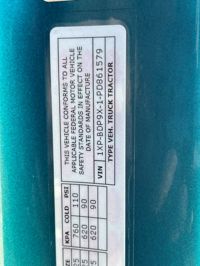 THIS VEHICLE CONFORMS TO ALL
APPLICABLE FEDERAL MOTOR VEHICLE
SAFETY STANDARDS IN EFFECT ON THE
DATE OF MANUFACTURE
VIN 1XP-BDP9X-1-PD861579
TYPE VEH. TRUCK TRACTOR
KPA COLD PSI
760 110
620 90
620 90